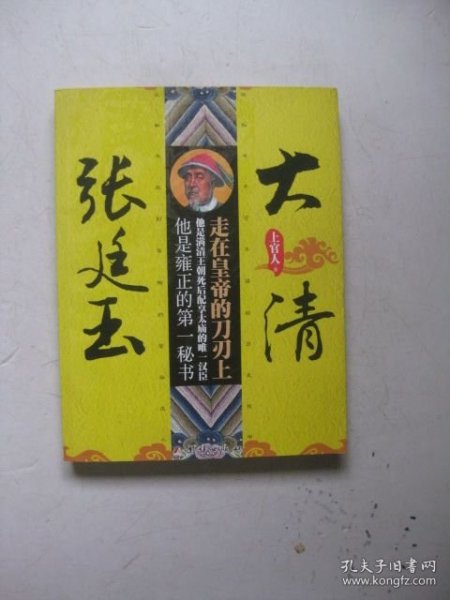 大清
张廷玉
上官人
走在皇帝的刀刃上
他是满清王朝死后配享太庙的唯一汉臣
他是雍正的第一秘书
孔夫子旧书网
www.kongfz.com